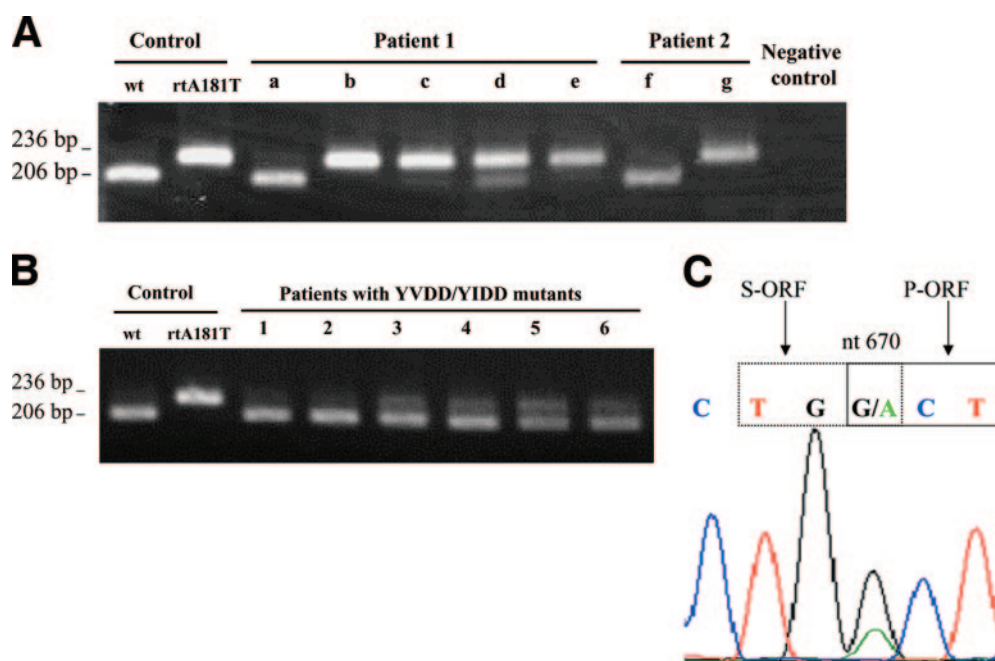 A
Control
Patient 1
Patient 2
Negative control
wt rtA181T a b c d e f g
236 bp
206 bp
B
Control
Patients with YVDD/YIDD mutants
wt rtA181T 1 2 3 4 5 6
236 bp
206 bp
C
S-ORF P-ORF
nt 670
C T G G/A C T